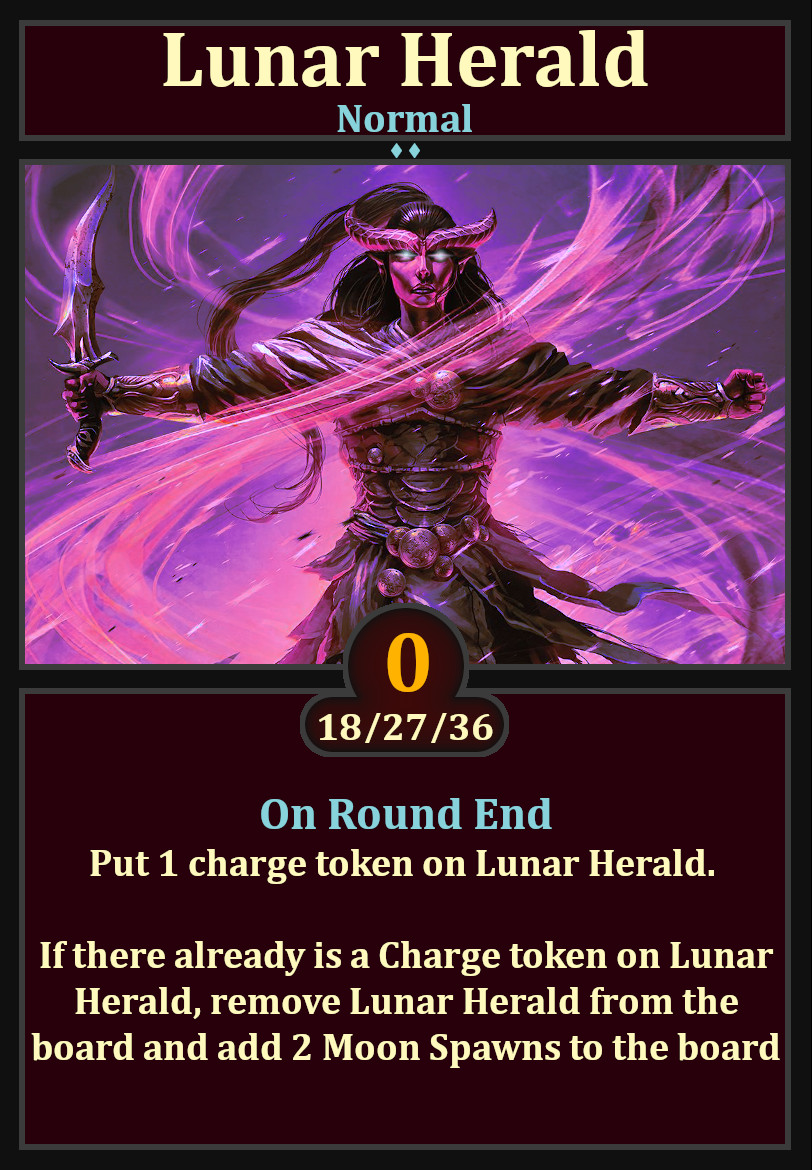 Lunar Herald
Normal
0
18/27/36
On Round End
Put 1 charge token on Lunar Herald.
If there already is a Charge token on Lunar
Herald, remove Lunar Herald from the
board and add 2 Moon Spawns to the board